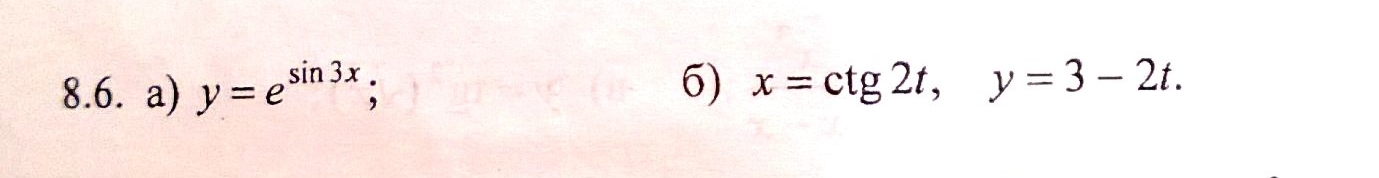 8.6. а) y = e^{sin 3x}; б) x = ctg 2t, y = 3 − 2t.